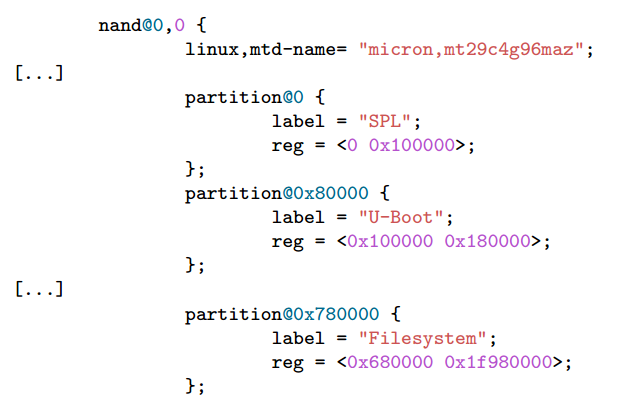 nand@0,0 {
linux,mtd-name= "micron,mt29c4g96maz";
[...]
partition@0 {
label = "SPL";
reg = <0 0x100000>;
};
partition@0x80000 {
label = "U-Boot";
reg = <0x100000 0x180000>;
};
[...]
partition@0x780000 {
label = "Filesystem";
reg = <0x680000 0x1f980000>;
};